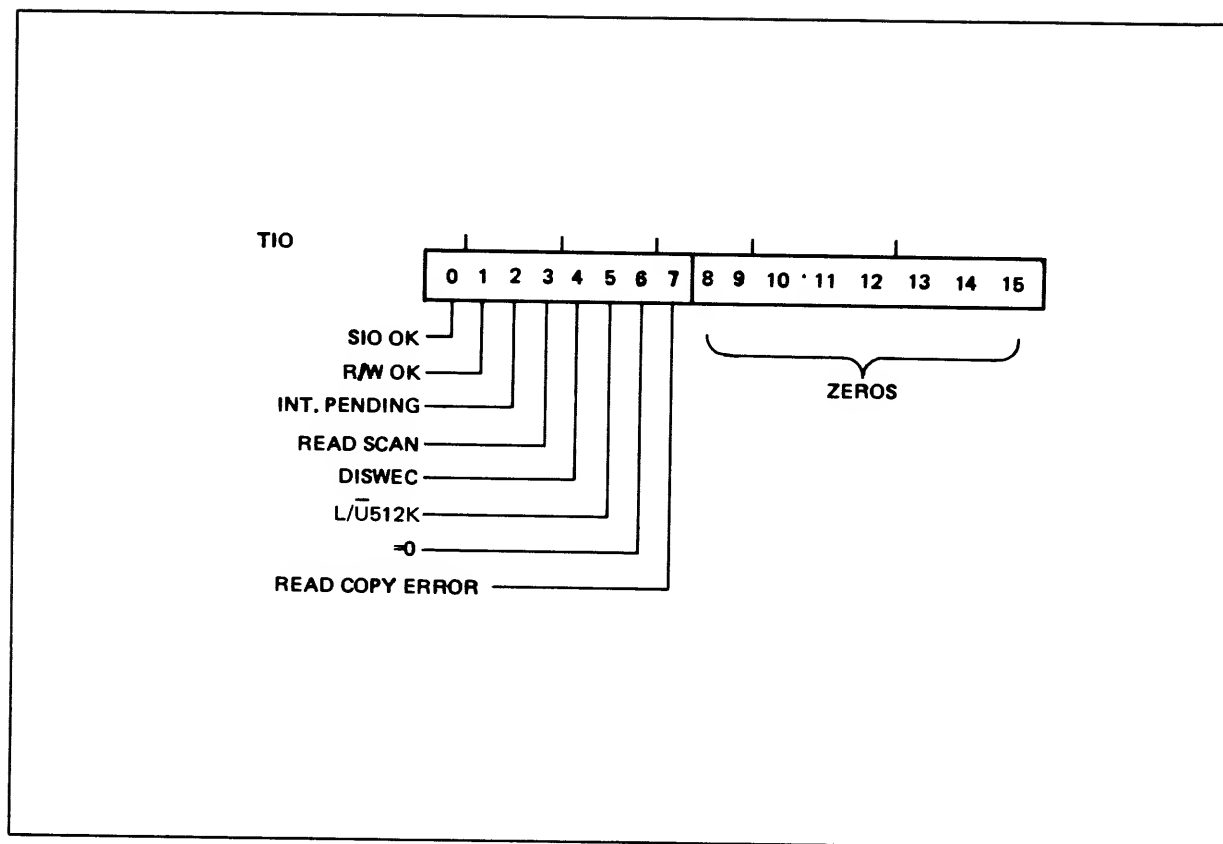 TIO
0 1 2 3 4 5 6 7 8 9 10 11 12 13 14 15
SIO OK
R/W OK
INT. PENDING
READ SCAN
DISWEC
L/U̅512K
=0
READ COPY ERROR
ZEROS